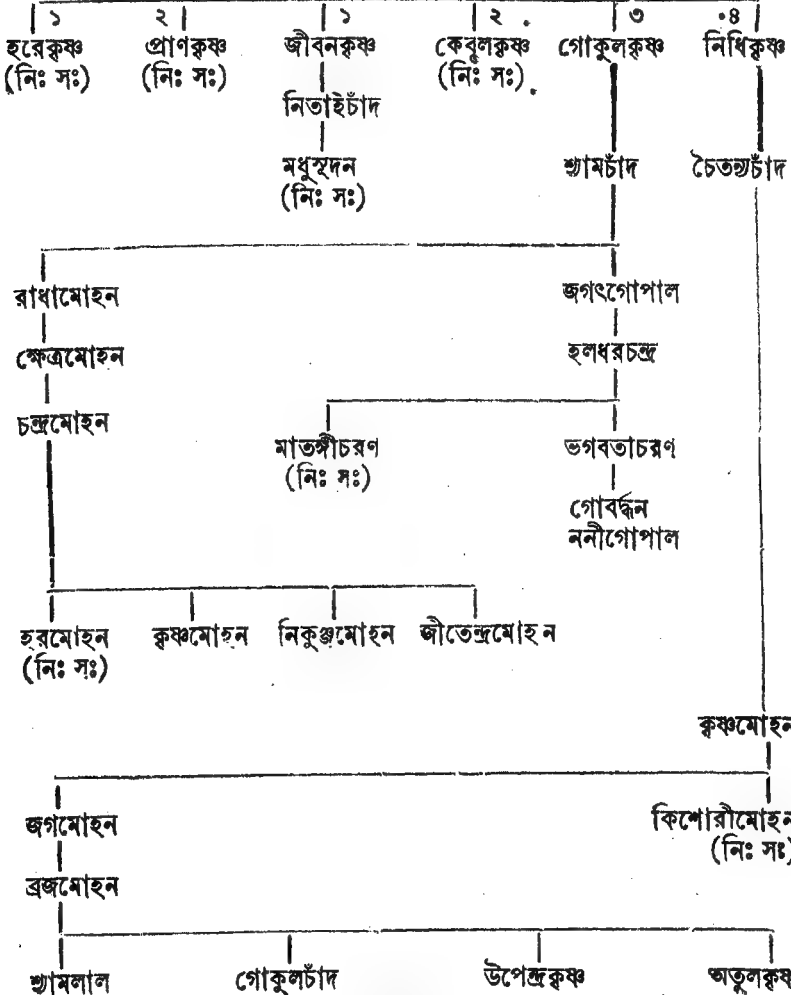 ১ ২ ১ ২ ৩ ৪
হরেকৃষ্ণ প্রাণকৃষ্ণ জীবনকৃষ্ণ কেবলকৃষ্ণ গোকুলকৃষ্ণ নিধিকৃষ্ণ
(নিঃ সঃ) (নিঃ সঃ) (নিঃ সঃ)
নিতাইচাঁদ
মধুসূদন শ্যামচাঁদ চৈতন্যচাঁদ
(নিঃ সঃ)
রাধামোহন জগৎগোপাল
ক্ষেত্রমোহন হলধরচন্দ্র
চন্দ্রমোহন
মাতঙ্গীচরণ ভগবতাচরণ
(নিঃ সঃ)
গোবর্দ্ধন
ননীগোপাল
হরমোহন কৃষ্ণমোহন নিকুঞ্জমোহন জীতেন্দ্রমোহন
(নিঃ সঃ)
কৃষ্ণমোহন
জগমোহন কিশোরীমোহন
(নিঃ সঃ)
ব্রজমোহন
শ্যামলাল গোকুলচাঁদ উপেন্দ্রকৃষ্ণ অতুলকৃষ্ণ